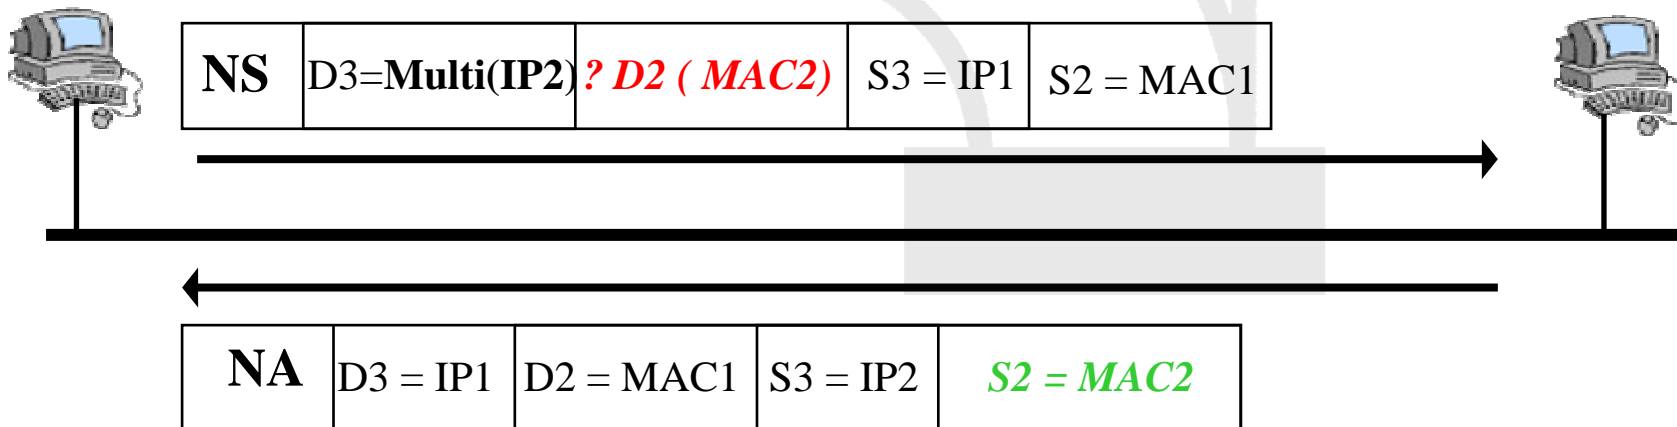 NS D3=Multi(IP2) ? D2 ( MAC2) S3 = IP1 S2 = MAC1
NA D3 = IP1 D2 = MAC1 S3 = IP2 S2 = MAC2